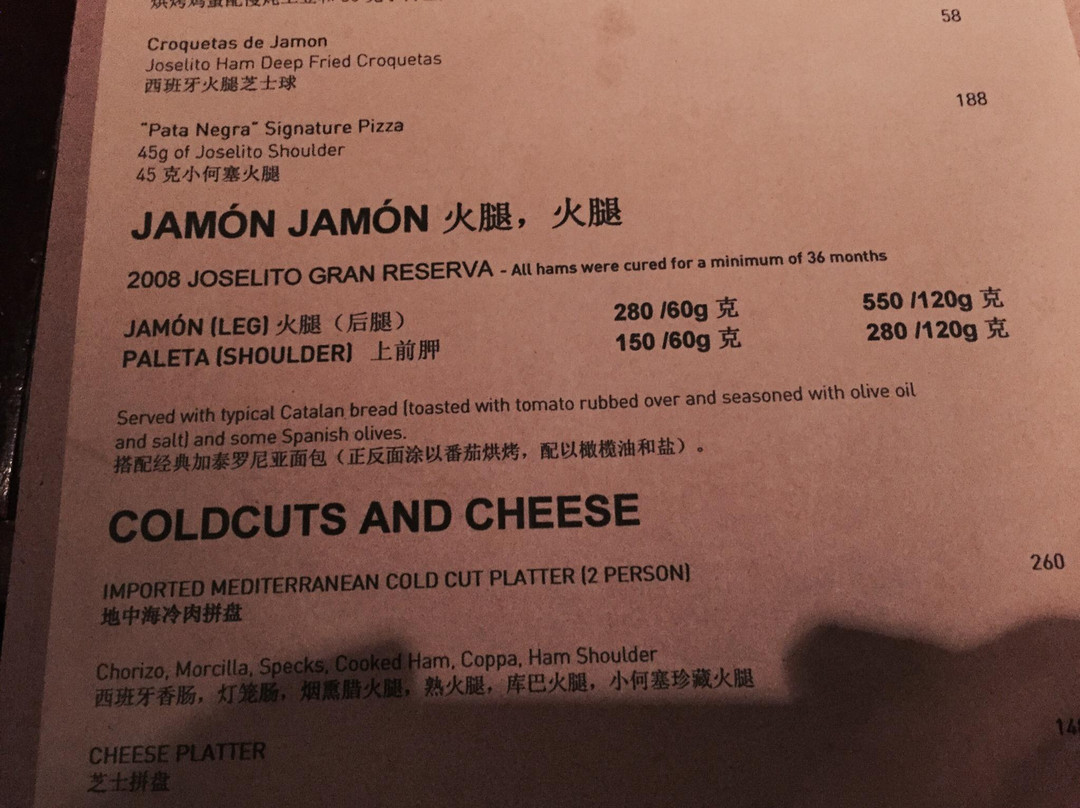 58
Croquetas de Jamon
Joselito Ham Deep Fried Croquetas
西班牙火腿芝士球
188
"Pata Negra" Signature Pizza
45g of Joselito Shoulder
45 克小何塞火腿
JAMÓN JAMÓN 火腿，火腿
2008 JOSELITO GRAN RESERVA - All hams were cured for a minimum of 36 months
JAMÓN (LEG) 火腿（后腿） 280 /60g 克 550 /120g 克
PALETA (SHOULDER) 上前胛 150 /60g 克 280 /120g 克
Served with typical Catalan bread (toasted with tomato rubbed over and seasoned with olive oil
and salt) and some Spanish olives.
搭配经典加泰罗尼亚面包（正反面涂以番茄烘烤，配以橄榄油和盐）。
COLDCUTS AND CHEESE
IMPORTED MEDITERRANEAN COLD CUT PLATTER (2 PERSON) 260
地中海冷肉拼盘
Chorizo, Morcilla, Specks, Cooked Ham, Coppa, Ham Shoulder
西班牙香肠，灯笼肠，烟熏腊火腿，熟火腿，库巴火腿，小何塞珍藏火腿
CHEESE PLATTER
芝士拼盘